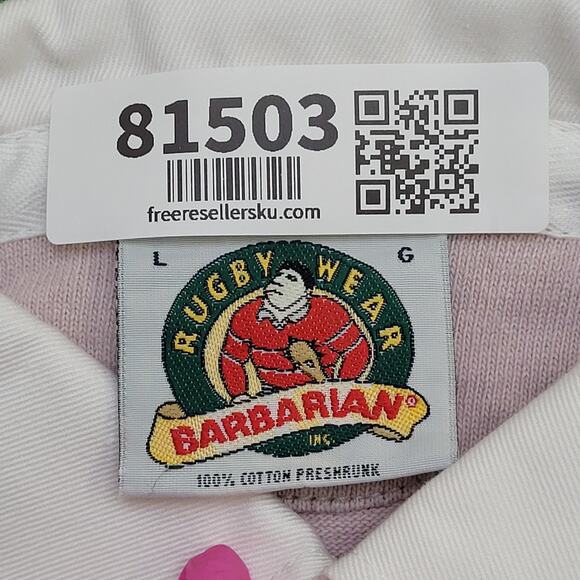 81503
freeresellersku.com
L G
RUGBY WEAR
BARBARIAN®
INC
100% COTTON PRESHRUNK